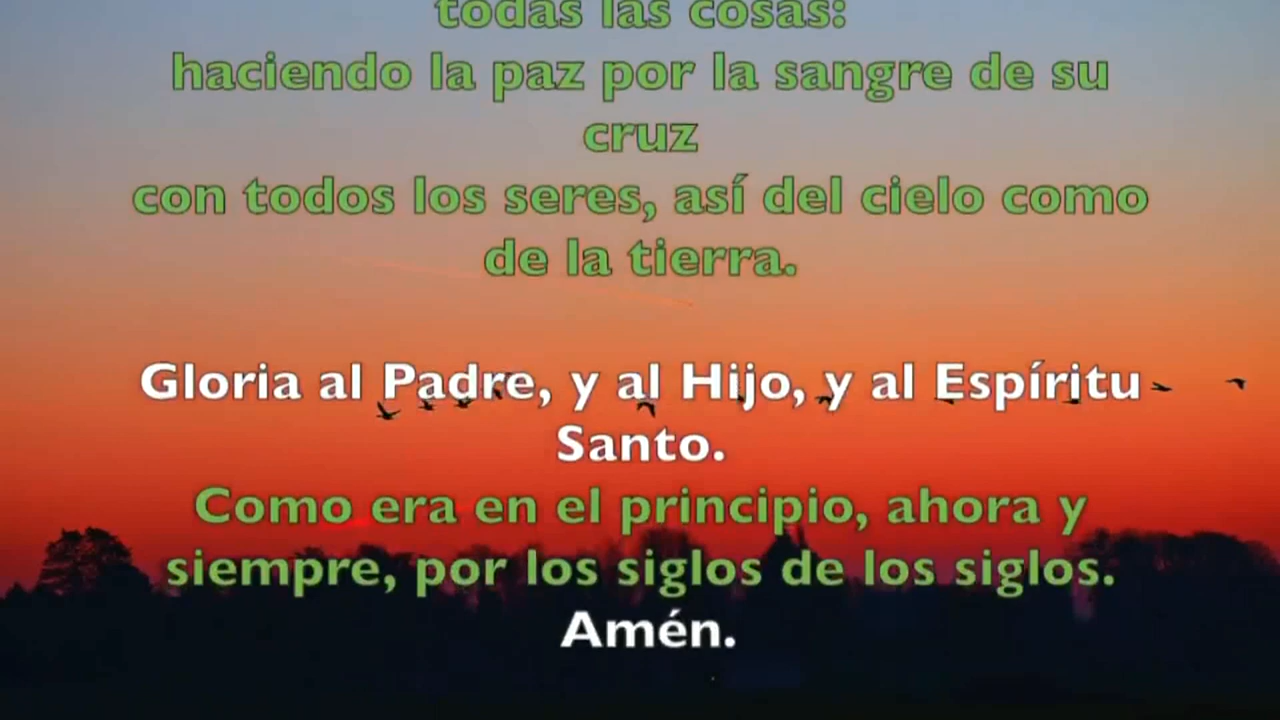 todas las cosas:
haciendo la paz por la sangre de su
cruz
con todos los seres, así del cielo como
de la tierra.
Gloria al Padre, y al Hijo, y al Espíritu
Santo.
Como era en el principio, ahora y
siempre, por los siglos de los siglos.
Amén.